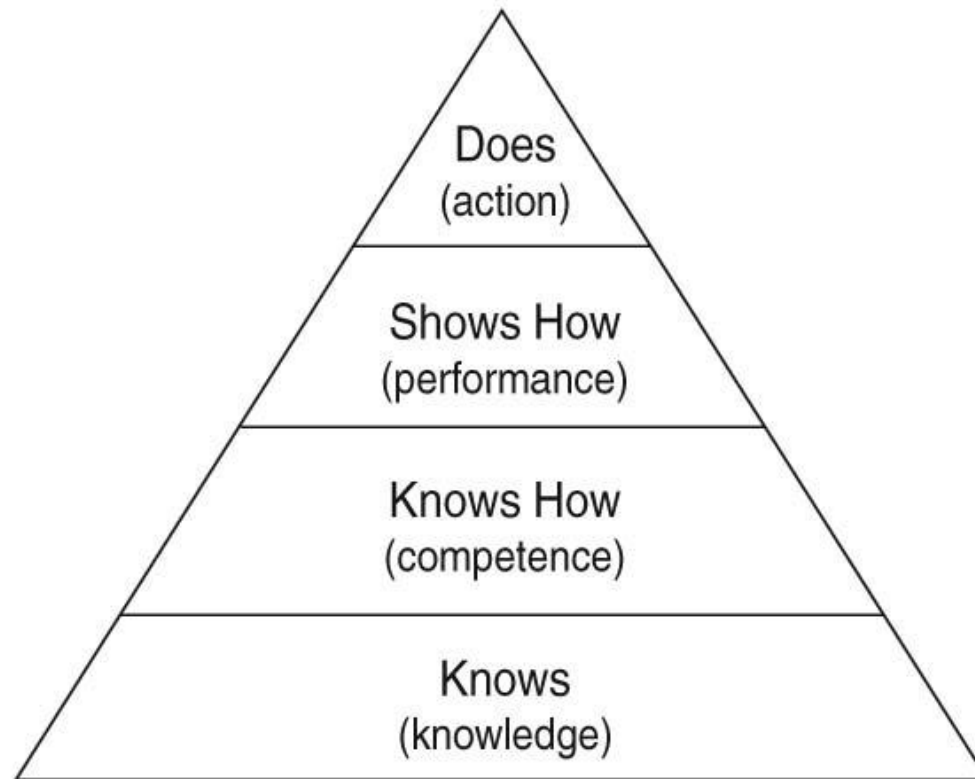 Does
(action)
Shows How
(performance)
Knows How
(competence)
Knows
(knowledge)